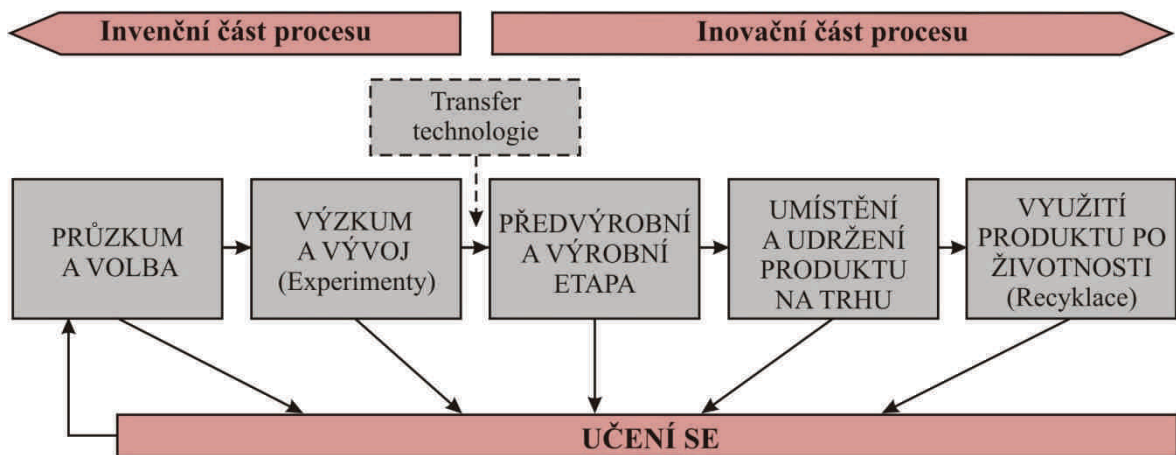 Invenční část procesu
Inovační část procesu
Transfer
technologie
PRŮZKUM
A VOLBA
VÝZKUM
A VÝVOJ
(Experimenty)
PŘEDVÝROBNÍ
A VÝROBNÍ
ETAPA
UMÍSTĚNÍ
A UDRŽENÍ
PRODUKTU
NA TRHU
VYUŽITÍ
PRODUKTU PO
ŽIVOTNOSTI
(Recyklace)
UČENÍ SE